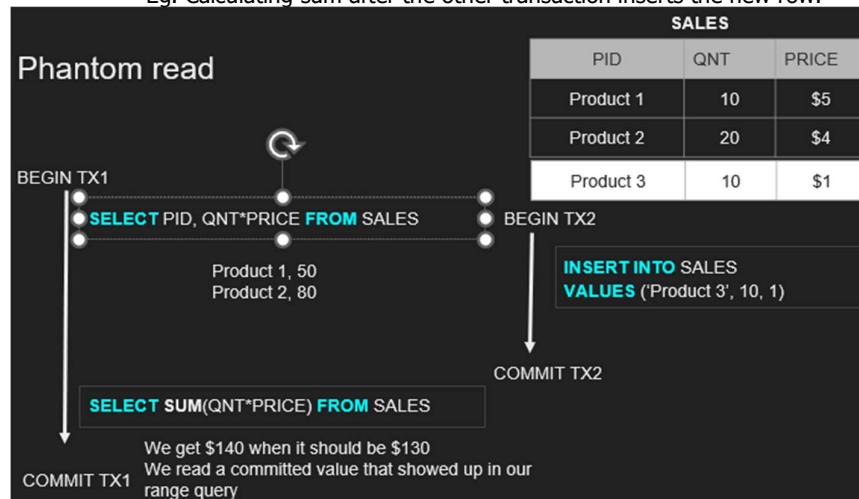 Eg. Calculating sum after the other transaction inserts the new row.
SALES
Phantom read
PID QNT PRICE
Product 1 10 $5
Product 2 20 $4
Product 3 10 $1
BEGIN TX1
SELECT PID, QNT*PRICE FROM SALES
BEGIN TX2
Product 1, 50
Product 2, 80
INSERT INTO SALES
VALUES (‘Product 3’, 10, 1)
COMMIT TX2
SELECT SUM(QNT*PRICE) FROM SALES
We get $140 when it should be $130
We read a committed value that showed up in our
range query
COMMIT TX1